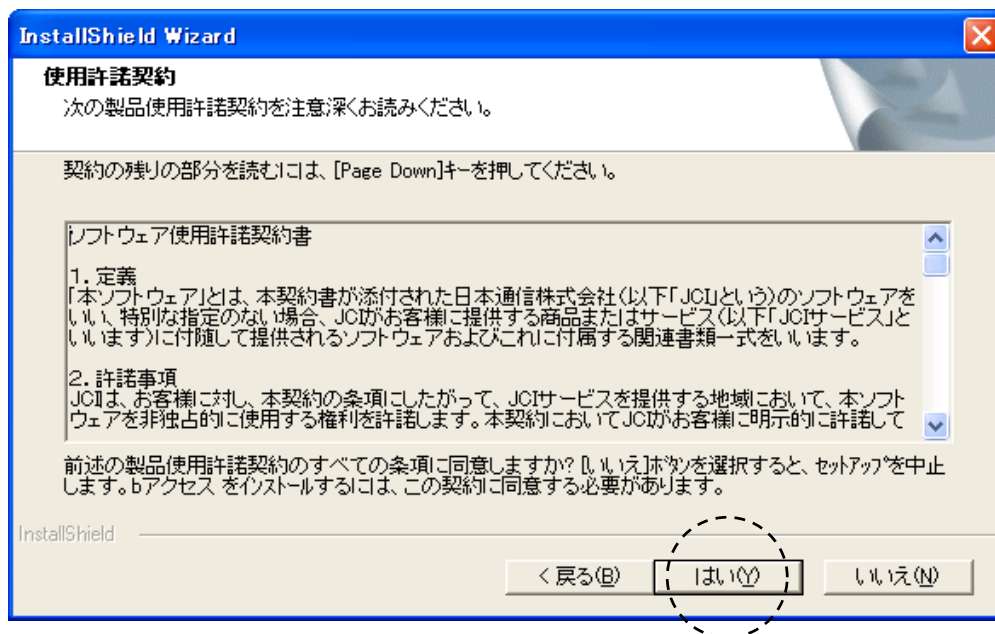 InstallShield Wizard
使用許諾契約
次の製品使用許諾契約を注意深くお読みください。
契約の残りの部分を読むには、[Page Down]キーを押してください。
ソフトウェア使用許諾契約書
1. 定義
「本ソフトウェア」とは、本契約書が添付された日本通信株式会社(以下「JCI」という)のソフトウェアを
いい、特別な指定のない場合、JCIがお客様に提供する商品またはサービス(以下「JCIサービス」と
いいます)に付随して提供されるソフトウェアおよびこれに付属する関連書類一式をいいます。
2. 許諾事項
JCIは、お客様に対し、本契約の条項にしたがって、JCIサービスを提供する地域において、本ソフト
ウェアを非独占的に使用する権利を許諾します。本契約においてJCIがお客様に明示的に許諾して
前述の製品使用許諾契約のすべての条項に同意しますか? [いいえ]ボタンを選択すると、セットアップを中止
します。bアクセス をインストールするには、この契約に同意する必要があります。
InstallShield
< 戻る(B) はい(Y) いいえ(N)